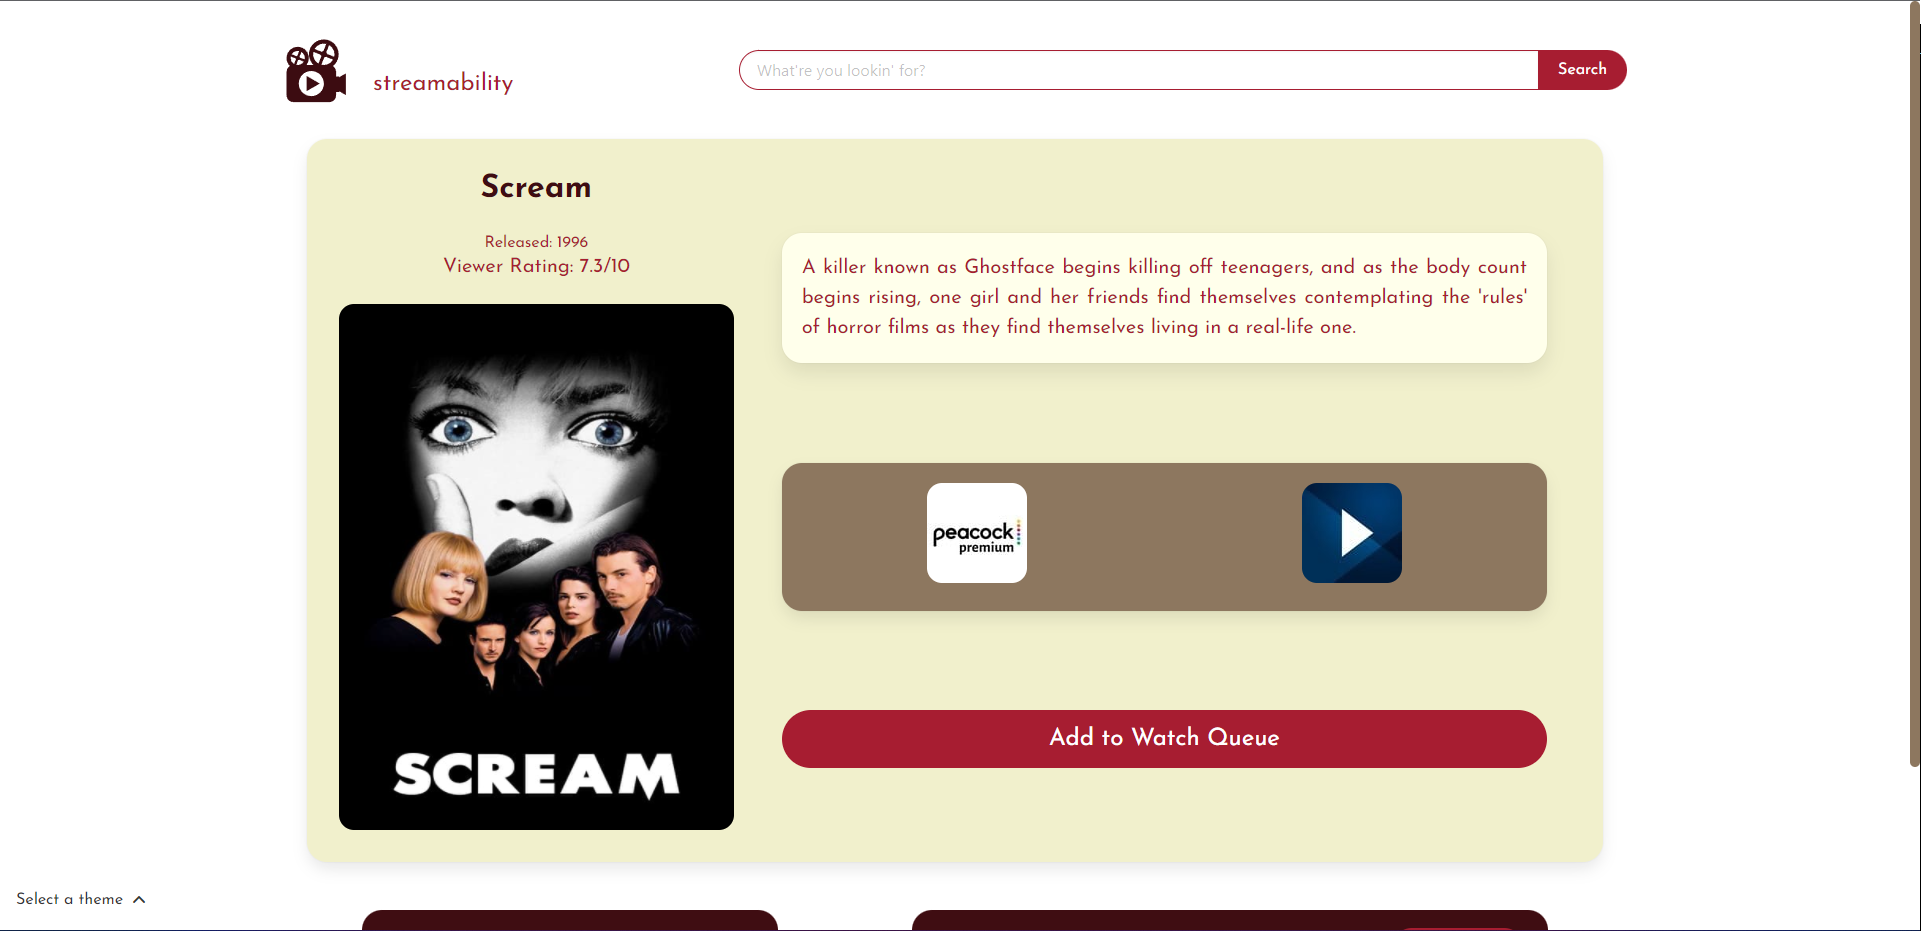 streamability
What're you lookin' for?
Search
Scream
Released: 1996
Viewer Rating: 7.3/10
SCREAM
A killer known as Ghostface begins killing off teenagers, and as the body count
begins rising, one girl and her friends find themselves contemplating the 'rules'
of horror films as they find themselves living in a real-life one.
peacock
premium
Add to Watch Queue
Select a theme